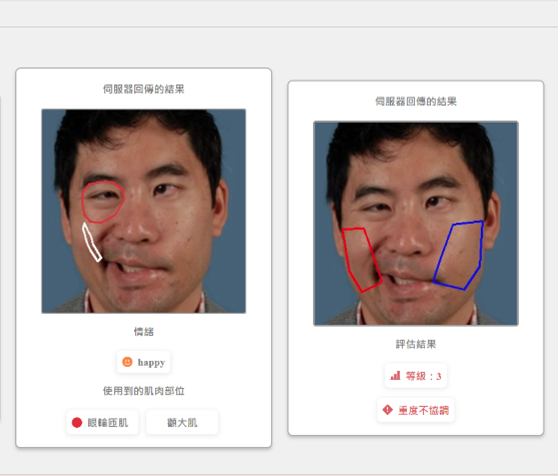 伺服器回傳的結果
情緒
happy
使用到的肌肉部位
眼輪匝肌
顴大肌
伺服器回傳的結果
評估結果
等級：3
重度不協調